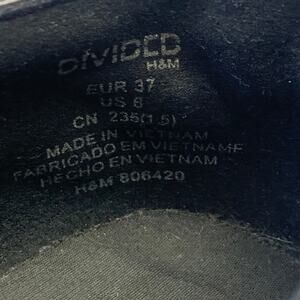 DIVIDED
H&M
EUR 37
US 6
CN 235(1.5)
MADE IN VIETNAM
FABRICADO EM VIETNAME
HECHO EN VIETNAM
H&M 806420